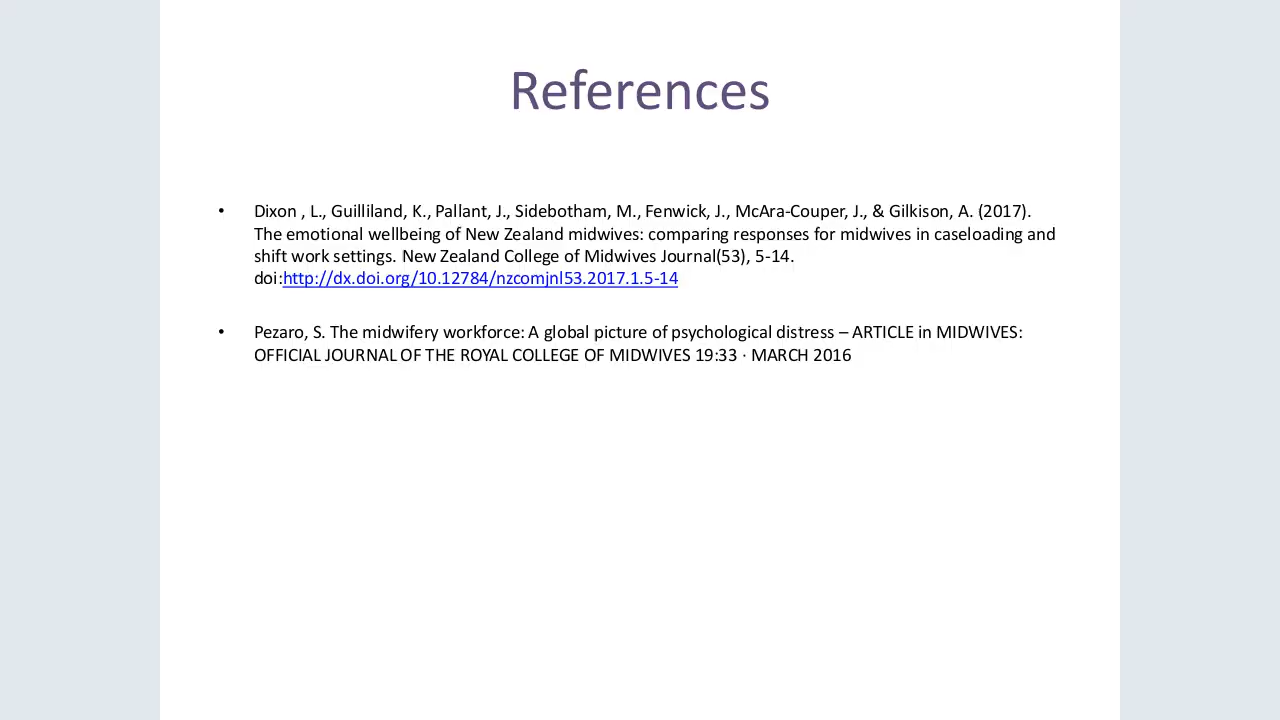 References
• Dixon , L., Guilliland, K., Pallant, J., Sidebotham, M., Fenwick, J., McAra-Couper, J., & Gilkison, A. (2017).
The emotional wellbeing of New Zealand midwives: comparing responses for midwives in caseloading and
shift work settings. New Zealand College of Midwives Journal(53), 5-14.
doi:http://dx.doi.org/10.12784/nzcomjnl53.2017.1.5-14
• Pezaro, S. The midwifery workforce: A global picture of psychological distress – ARTICLE in MIDWIVES:
OFFICIAL JOURNAL OF THE ROYAL COLLEGE OF MIDWIVES 19:33 · MARCH 2016